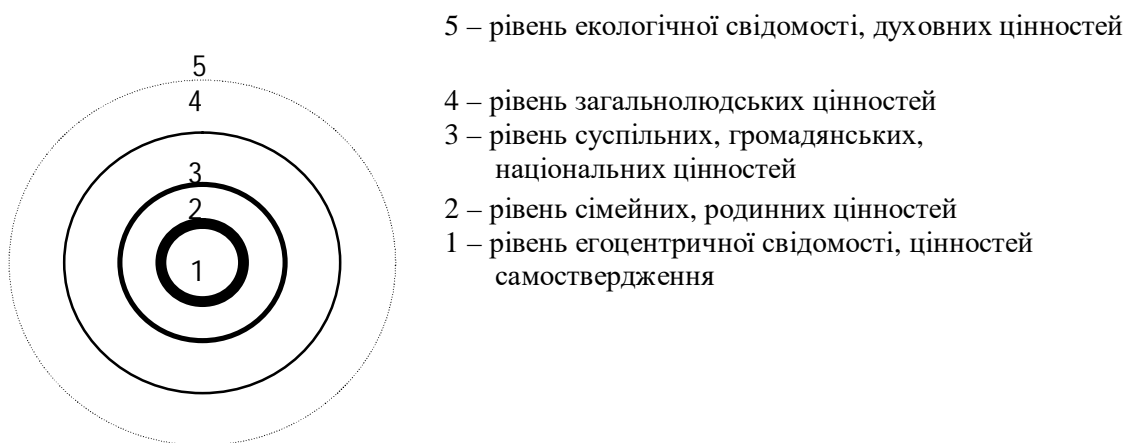 5 – рівень екологічної свідомості, духовних цінностей
5
4
4 – рівень загальнолюдських цінностей
3 – рівень суспільних, громадянських,
національних цінностей
3
2
2 – рівень сімейних, родинних цінностей
1 – рівень егоцентричної свідомості, цінностей
самоствердження
1